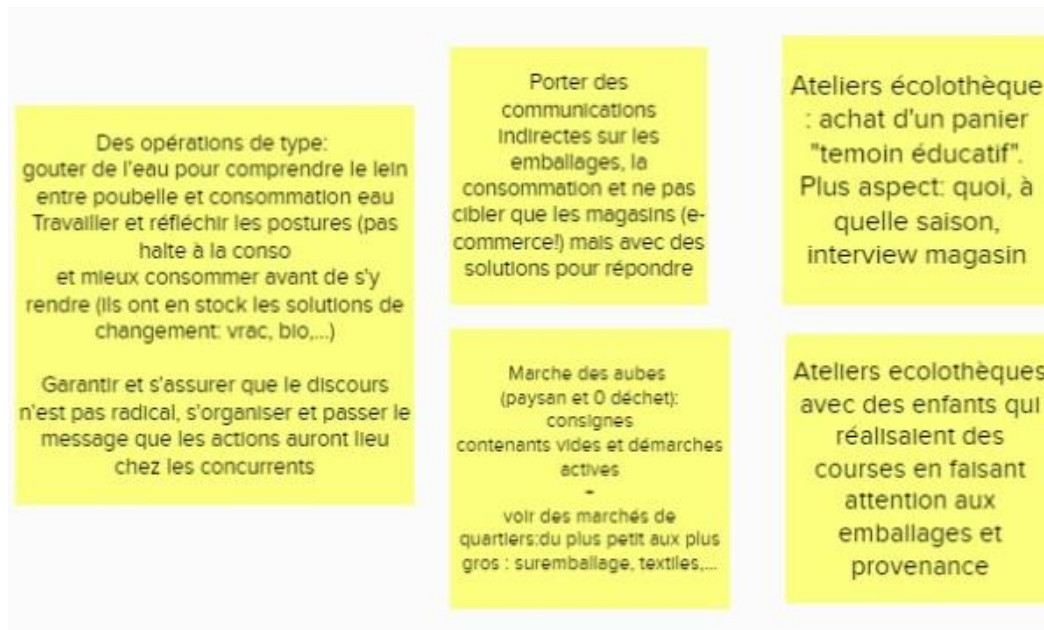 Des opérations de type:
gouter de l'eau pour comprendre le lein
entre poubelle et consommation eau
Travailler et réfléchir les postures (pas
halte à la conso
et mieux consommer avant de s'y
rendre (ils ont en stock les solutions de
changement: vrac, bio,...)
Garantir et s'assurer que le discours
n'est pas radical, s'organiser et passer le
message que les actions auront lieu
chez les concurrents
Porter des
communications
indirectes sur les
emballages, la
consommation et ne pas
cibler que les magasins (e-
commerce!) mais avec des
solutions pour répondre
Marche des aubes
(paysan et 0 déchet):
consignes
contenants vides et démarches
actives
-
voir des marchés de
quartiers:du plus petit aux plus
gros : suremballage, textiles,...
Ateliers écolothèque
: achat d'un panier
"temoin éducatif".
Plus aspect: quoi, à
quelle saison,
interview magasin
Ateliers ecolothèques
avec des enfants qui
réalisaient des
courses en faisant
attention aux
emballages et
provenance